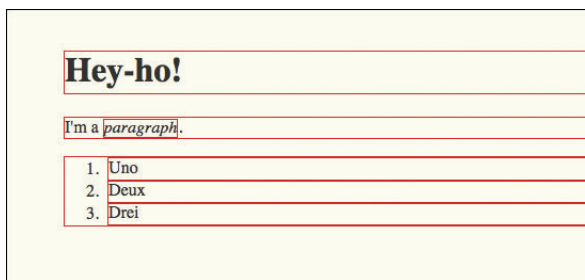 Hey-ho!
I'm a paragraph.
1. Uno
2. Deux
3. Drei